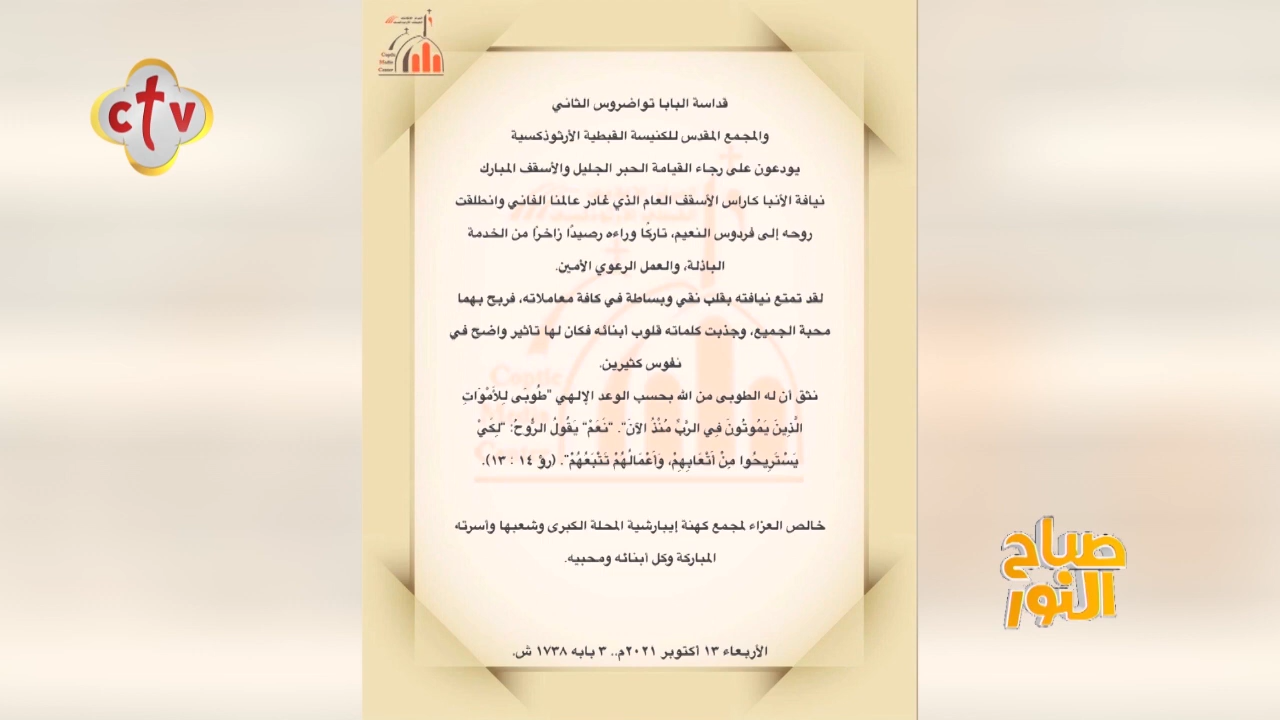 ctv
Coptic
Media
Center
قداسة البابا تواضروس الثاني
والمجمع المقدس للكنيسة القبطية الأرثوذكسية
يودعون على رجاء القيامة الحبر الجليل والأسقف المبارك
نيافة الأنبا كاراس الأسقف العام الذي غادر عالمنا الفاني وانطلقت
روحه إلى فردوس النعيم، تاركًا وراءه رصيدًا زاخرًا من الخدمة
الباذلة، والعمل الرعوي الأمين.
لقد تمتع نيافته بقلب نقي وبساطة في كافة معاملاته، فربح بهما
محبة الجميع، وجذبت كلماته قلوب أبنائه فكان لها تأثير واضح في
نفوس كثيرين.
نثق أن له الطوبى من الله بحسب الوعد الإلهي "طُوبَى لِلأَمْوَاتِ
الَّذِينَ يَمُوتُونَ فِي الرَّبِّ مُنْذُ الآنَ". "نَعَمْ" يَقُولُ الرُّوحُ: "لِكَيْ
يَسْتَرِيحُوا مِنْ أَتْعَابِهِمْ، وَأَعْمَالُهُمْ تَتْبَعُهُمْ". (رؤ ١٤ : ١٣).
خالص العزاء لمجمع كهنة إيبارشية المحلة الكبرى وشعبها وأسرته
المباركة وكل أبنائه ومحبيه.
الأربعاء ١٣ أكتوبر ٢٠٢١م.. ٣ بابه ١٧٣٨ ش.
صباح
النور